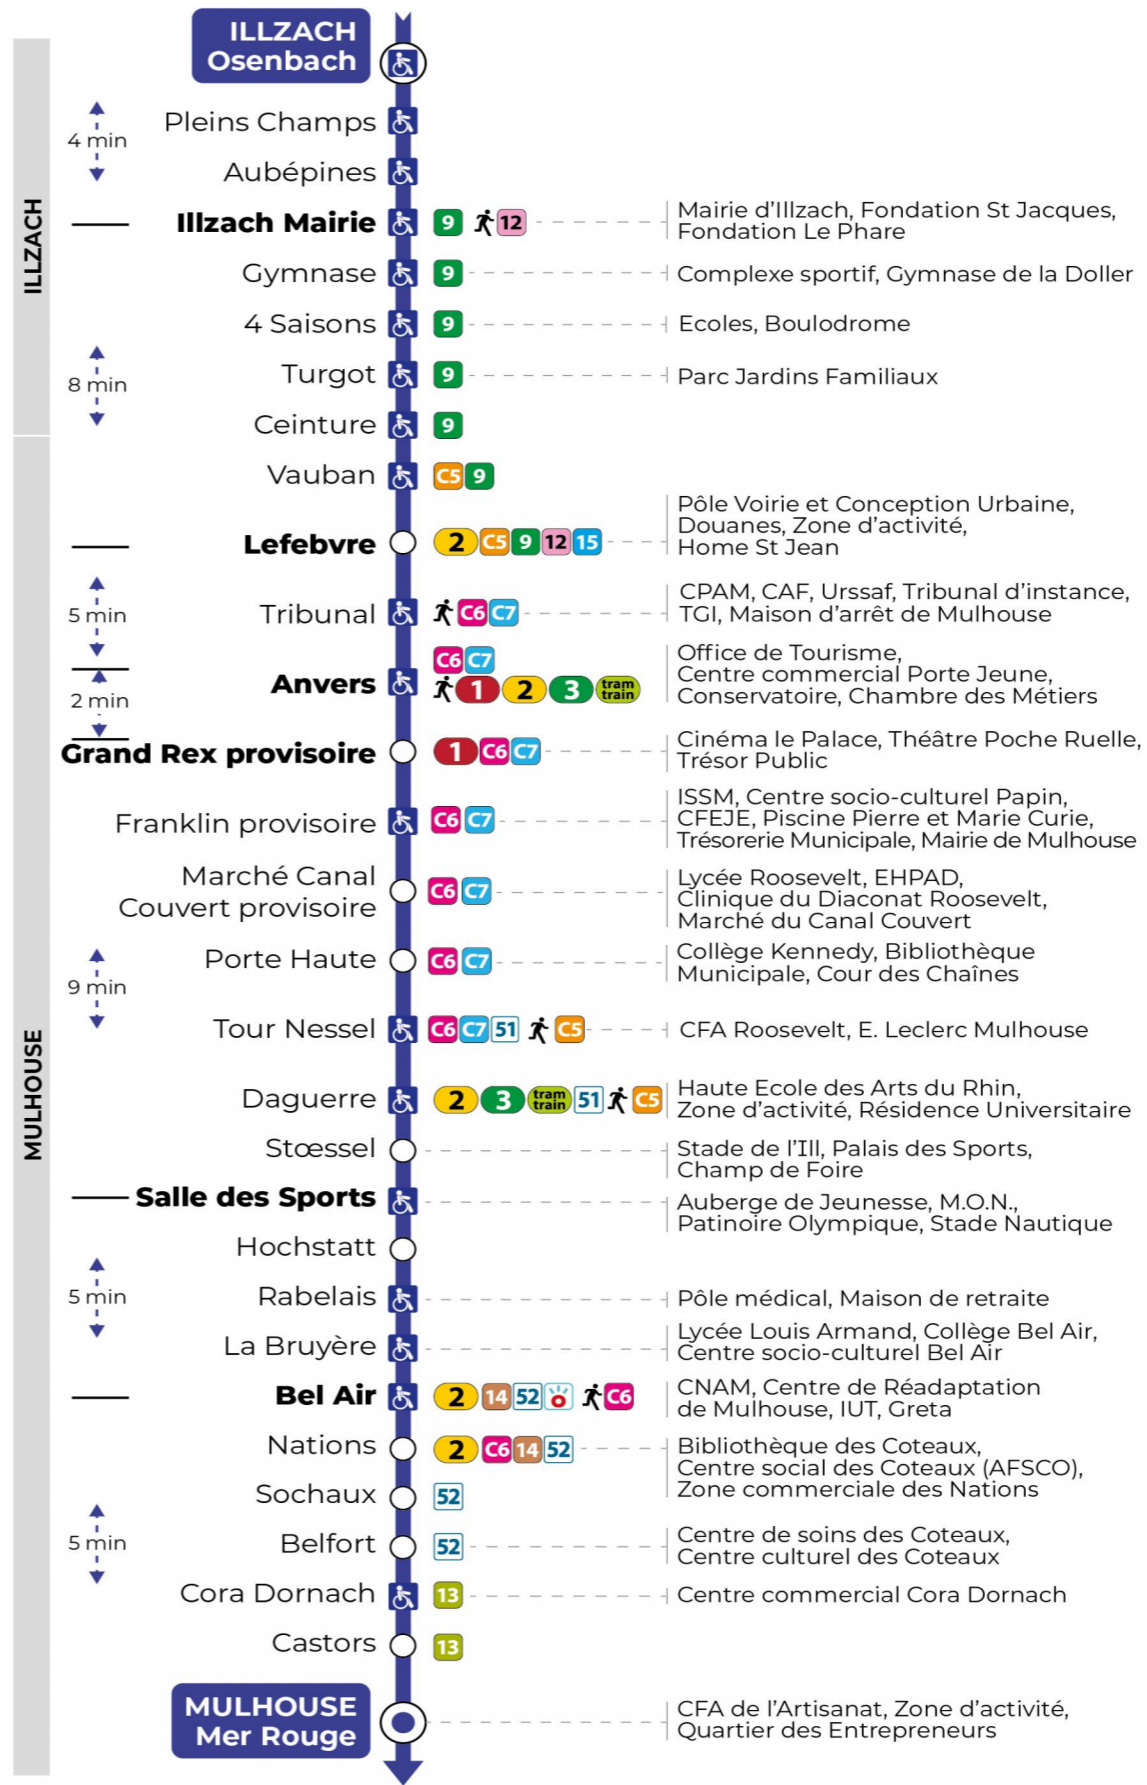 ILLZACH
Osenbach
ILLZACH
4 min
Pleins Champs
Aubépines
Illzach Mairie 9 12
Mairie d'Illzach, Fondation St Jacques,
Fondation Le Phare
Gymnase 9 Complexe sportif, Gymnase de la Doller
4 Saisons 9 Ecoles, Boulodrome
8 min
Turgot 9 Parc Jardins Familiaux
Ceinture 9
MULHOUSE
Vauban C5 9
Lefebvre 2 C5 9 12 15
Pôle Voirie et Conception Urbaine,
Douanes, Zone d'activité,
Home St Jean
5 min
Tribunal C6 C7
CPAM, CAF, Urssaf, Tribunal d'instance,
TGI, Maison d'arrêt de Mulhouse
2 min
Anvers
C6 C7
1 2 3 tram train
Office de Tourisme,
Centre commercial Porte Jeune,
Conservatoire, Chambre des Métiers
Grand Rex provisoire 1 C6 C7
Cinéma le Palace, Théâtre Poche Ruelle,
Trésor Public
Franklin provisoire C6 C7
ISSM, Centre socio-culturel Papin,
CFEJE, Piscine Pierre et Marie Curie,
Trésorerie Municipale, Mairie de Mulhouse
Marché Canal
Couvert provisoire C6 C7
Lycée Roosevelt, EHPAD,
Clinique du Diaconat Roosevelt,
Marché du Canal Couvert
9 min
Porte Haute C6 C7
Collège Kennedy, Bibliothèque
Municipale, Cour des Chaînes
Tour Nessel C6 C7 51 C5 CFA Roosevelt, E. Leclerc Mulhouse
Daguerre 2 3 tram train 51 C5
Haute Ecole des Arts du Rhin,
Zone d'activité, Résidence Universitaire
Stœssel
Stade de l'Ill, Palais des Sports,
Champ de Foire
Salle des Sports
Auberge de Jeunesse, M.O.N.,
Patinoire Olympique, Stade Nautique
Hochstatt
5 min
Rabelais Pôle médical, Maison de retraite
La Bruyère
Lycée Louis Armand, Collège Bel Air,
Centre socio-culturel Bel Air
Bel Air 2 14 52 C6
CNAM, Centre de Réadaptation
de Mulhouse, IUT, Greta
Nations 2 C6 14 52
Bibliothèque des Coteaux,
Centre social des Coteaux (AFSCO),
Zone commerciale des Nations
Sochaux 52
5 min
Belfort 52
Centre de soins des Coteaux,
Centre culturel des Coteaux
Cora Dornach 13 Centre commercial Cora Dornach
Castors 13
MULHOUSE
Mer Rouge
CFA de l'Artisanat, Zone d'activité,
Quartier des Entrepreneurs